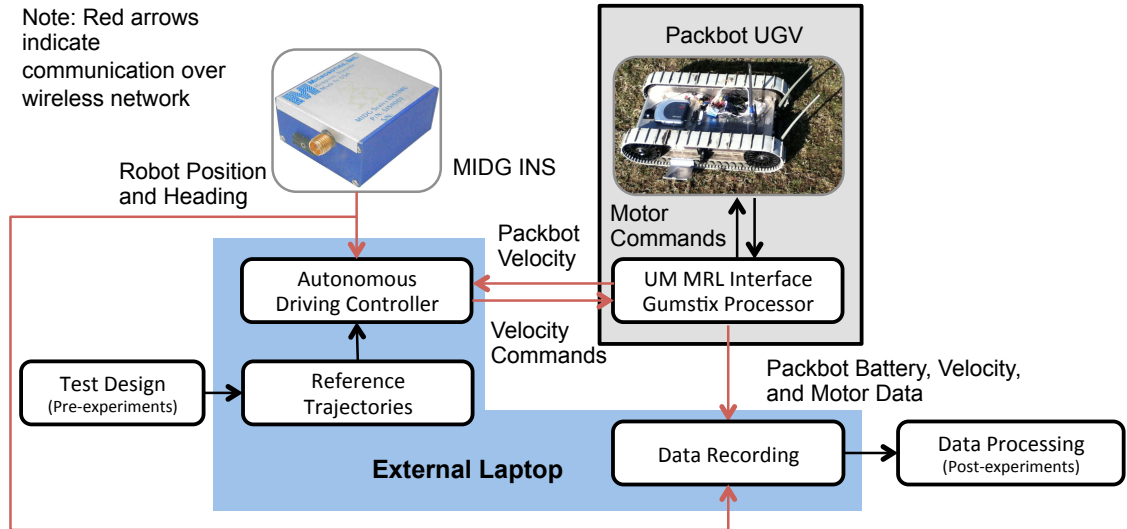 Note: Red arrows
indicate
communication over
wireless network
Packbot UGV
MIDG INS
Robot Position
and Heading
Motor
Commands
Packbot
Velocity
Autonomous
Driving Controller
UM MRL Interface
Gumstix Processor
Velocity
Commands
Test Design
(Pre-experiments)
Reference
Trajectories
Packbot Battery, Velocity,
and Motor Data
Data Recording
Data Processing
(Post-experiments)
External Laptop